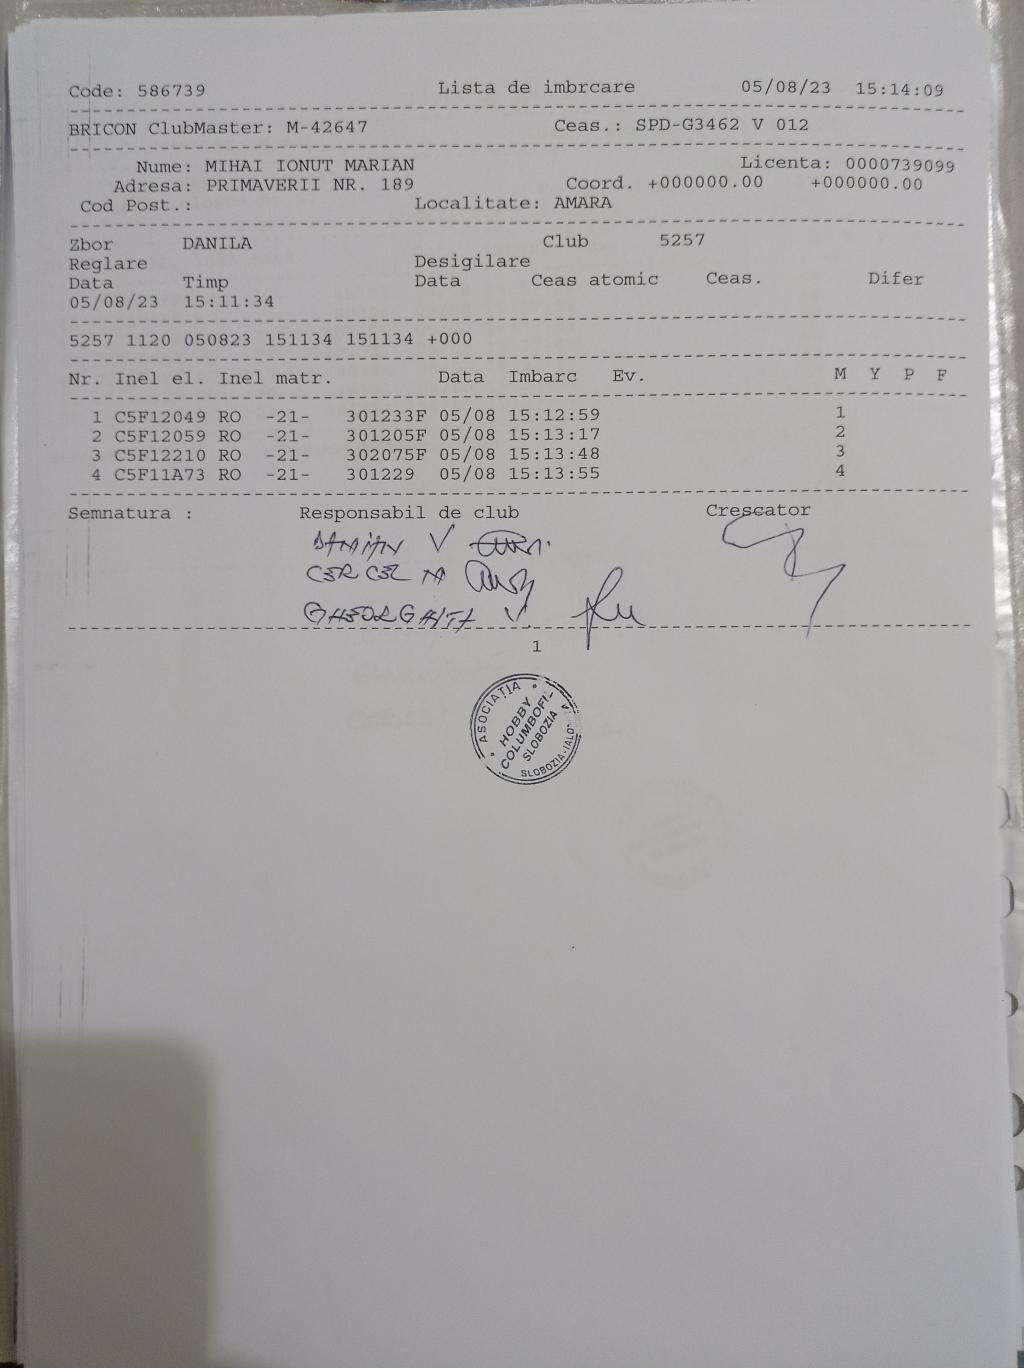 Code: 586739 Lista de imbrcare 05/08/23 15:14:09
BRICON ClubMaster: M-42647 Ceas.: SPD-G3462 V 012
Nume: MIHAI IONUT MARIAN Licenta: 0000739099
Adresa: PRIMAVERII NR. 189 Coord. +000000.00 +000000.00
Cod Post.: Localitate: AMARA
Zbor DANILA Club 5257
Reglare Desigilare
Data Timp Data Ceas atomic Ceas. Difer
05/08/23 15:11:34
5257 1120 050823 151134 151134 +000
Nr. Inel el. Inel matr. Data Imbarc Ev. M Y P F
1 C5F12049 RO -21- 301233F 05/08 15:12:59 1
2 C5F12059 RO -21- 301205F 05/08 15:13:17 2
3 C5F12210 RO -21- 302075F 05/08 15:13:48 3
4 C5F11A73 RO -21- 301229 05/08 15:13:55 4
Semnatura : Responsabil de club Crescator
DAMIAN V
CERCEL M
GHEORGHITA V.
1
ASOCIAȚIA
HOBBY
COLUMBOFIL
SLOBOZIA
SLOBOZIA-IALO